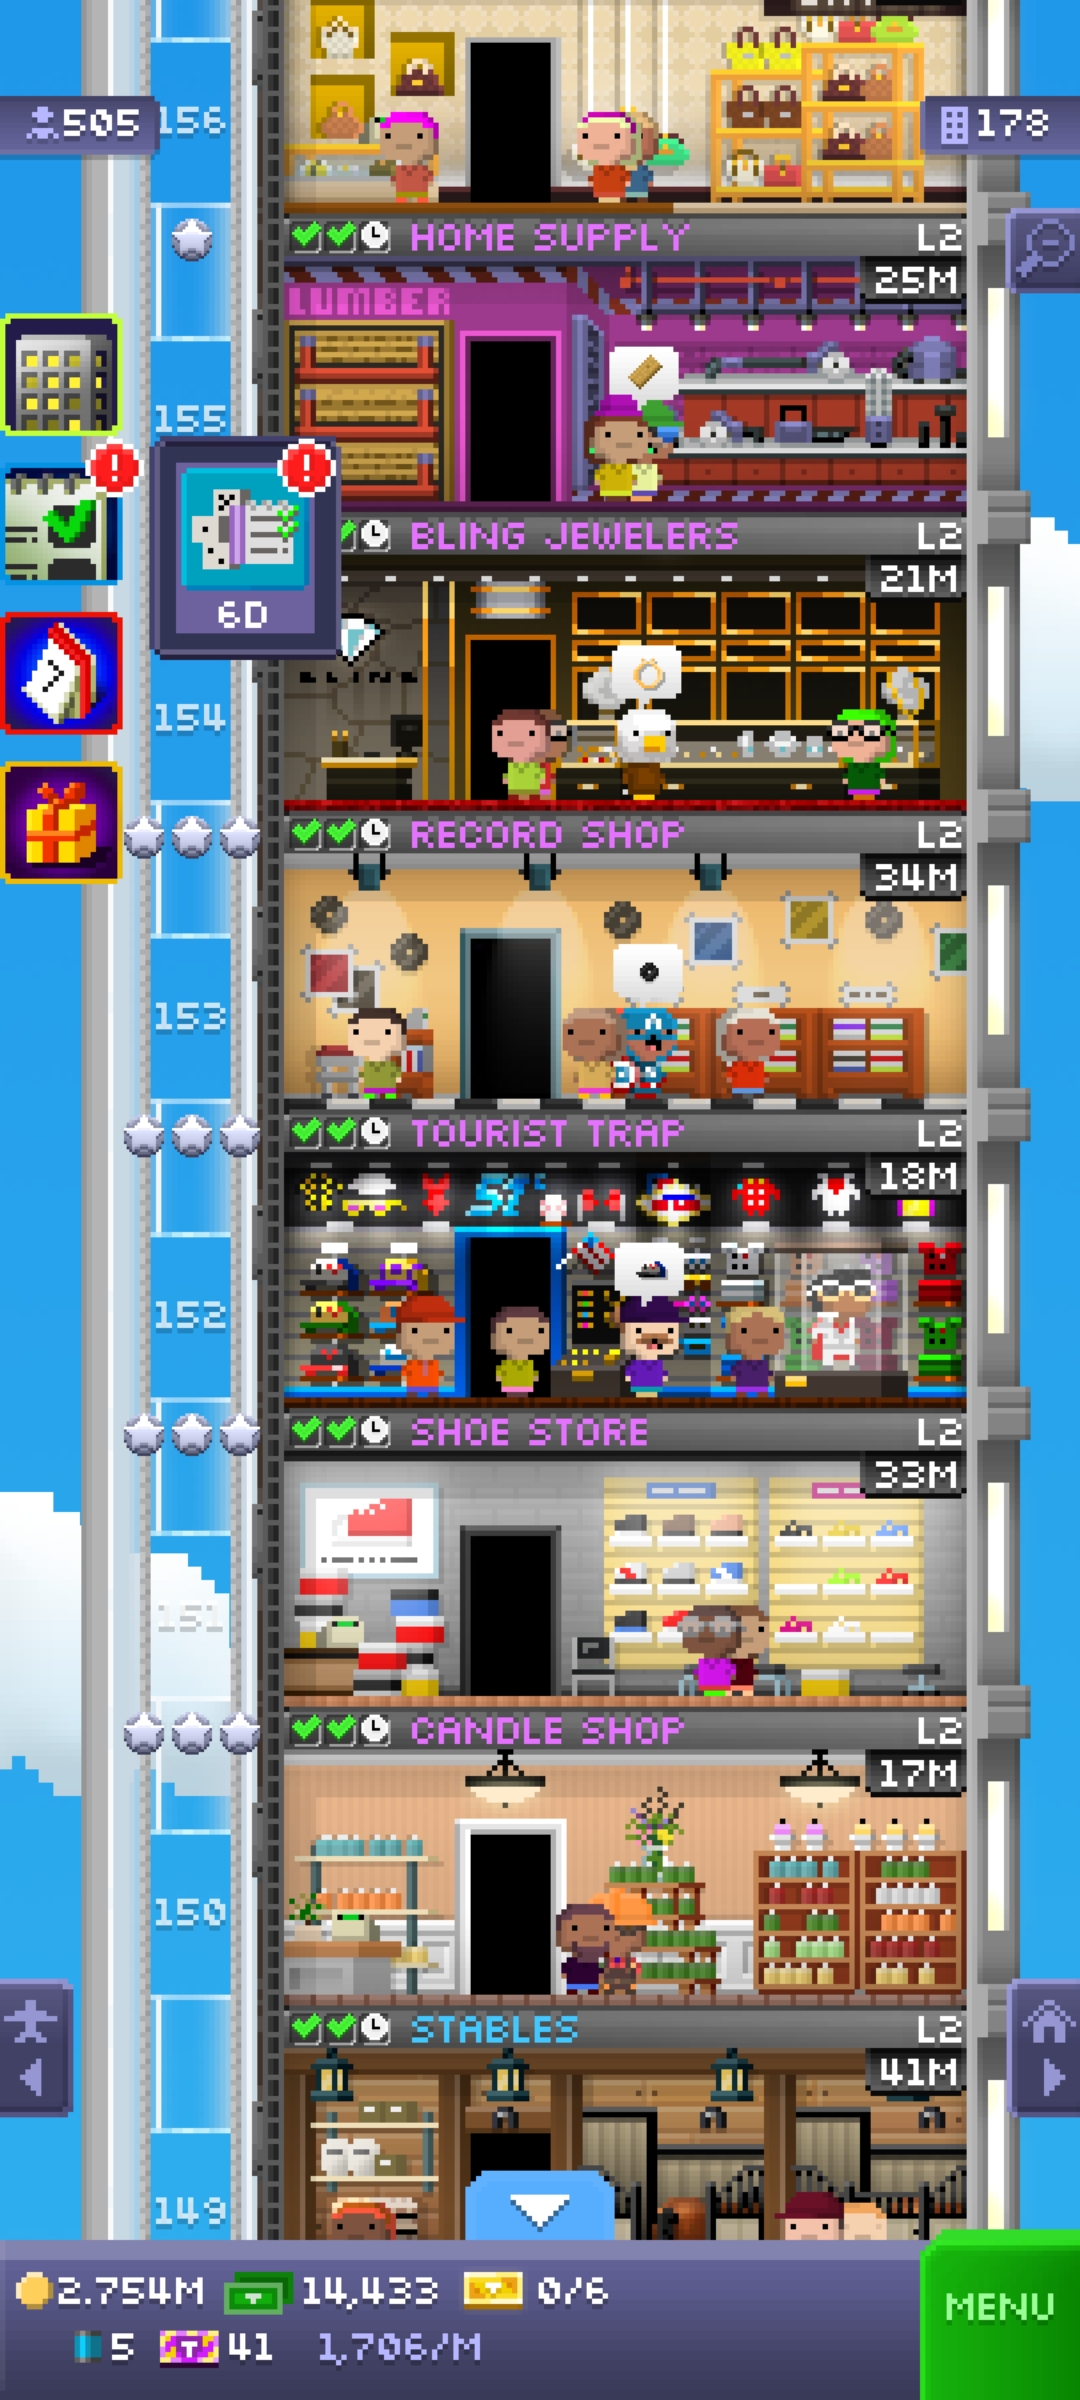 505
156
178
HOME SUPPLY L2
25M
LUMBER
155
BLING JEWELERS L2
21M
6D
BLING
154
RECORD SHOP L2
34M
153
TOURIST TRAP L2
18M
152
SHOE STORE L2
33M
151
CANDLE SHOP L2
17M
150
STABLES L2
41M
149
2.754M 14,433 0/6
5 T 41 1,706/M
MENU